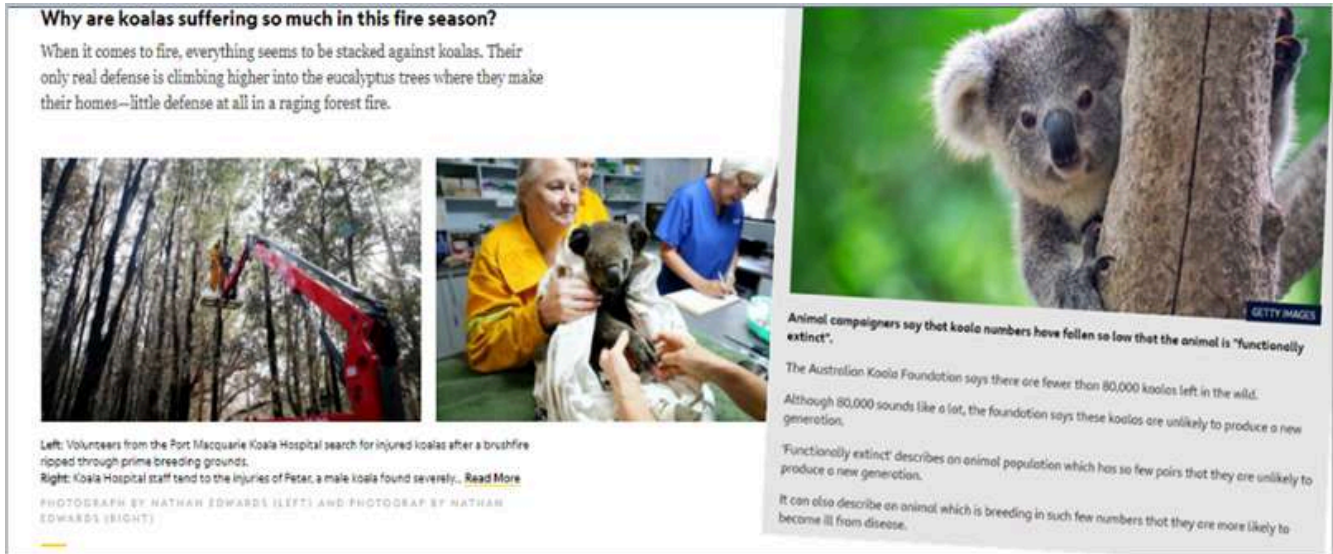 Why are koalas suffering so much in this fire season?
When it comes to fire, everything seems to be stacked against koalas. Their
only real defense is climbing higher into the eucalyptus trees where they make
their homes—little defense at all in a raging forest fire.
Left: Volunteers from the Port Macquarie Koala Hospital search for injured koalas after a brushfire
ripped through prime breeding grounds.
Right: Koala Hospital staff tend to the injuries of Peter, a male koala found severely... Read More
PHOTOGRAPH BY NATHAN EDWARDS (LEFT) AND PHOTOGRAP BY NATHAN
EDWARDS (RIGHT)
GETTY IMAGES
Animal campaigners say that koala numbers have fallen so low that the animal is "functionally
extinct".
The Australian Koala Foundation says there are fewer than 80,000 koalas left in the wild.
Although 80,000 sounds like a lot, the foundation says these koalas are unlikely to produce a new
generation.
'Functionally extinct' describes an animal population which has so few pairs that they are unlikely to
produce a new generation.
It can also describe an animal which is breeding in such few numbers that they are more likely to
become ill from disease.